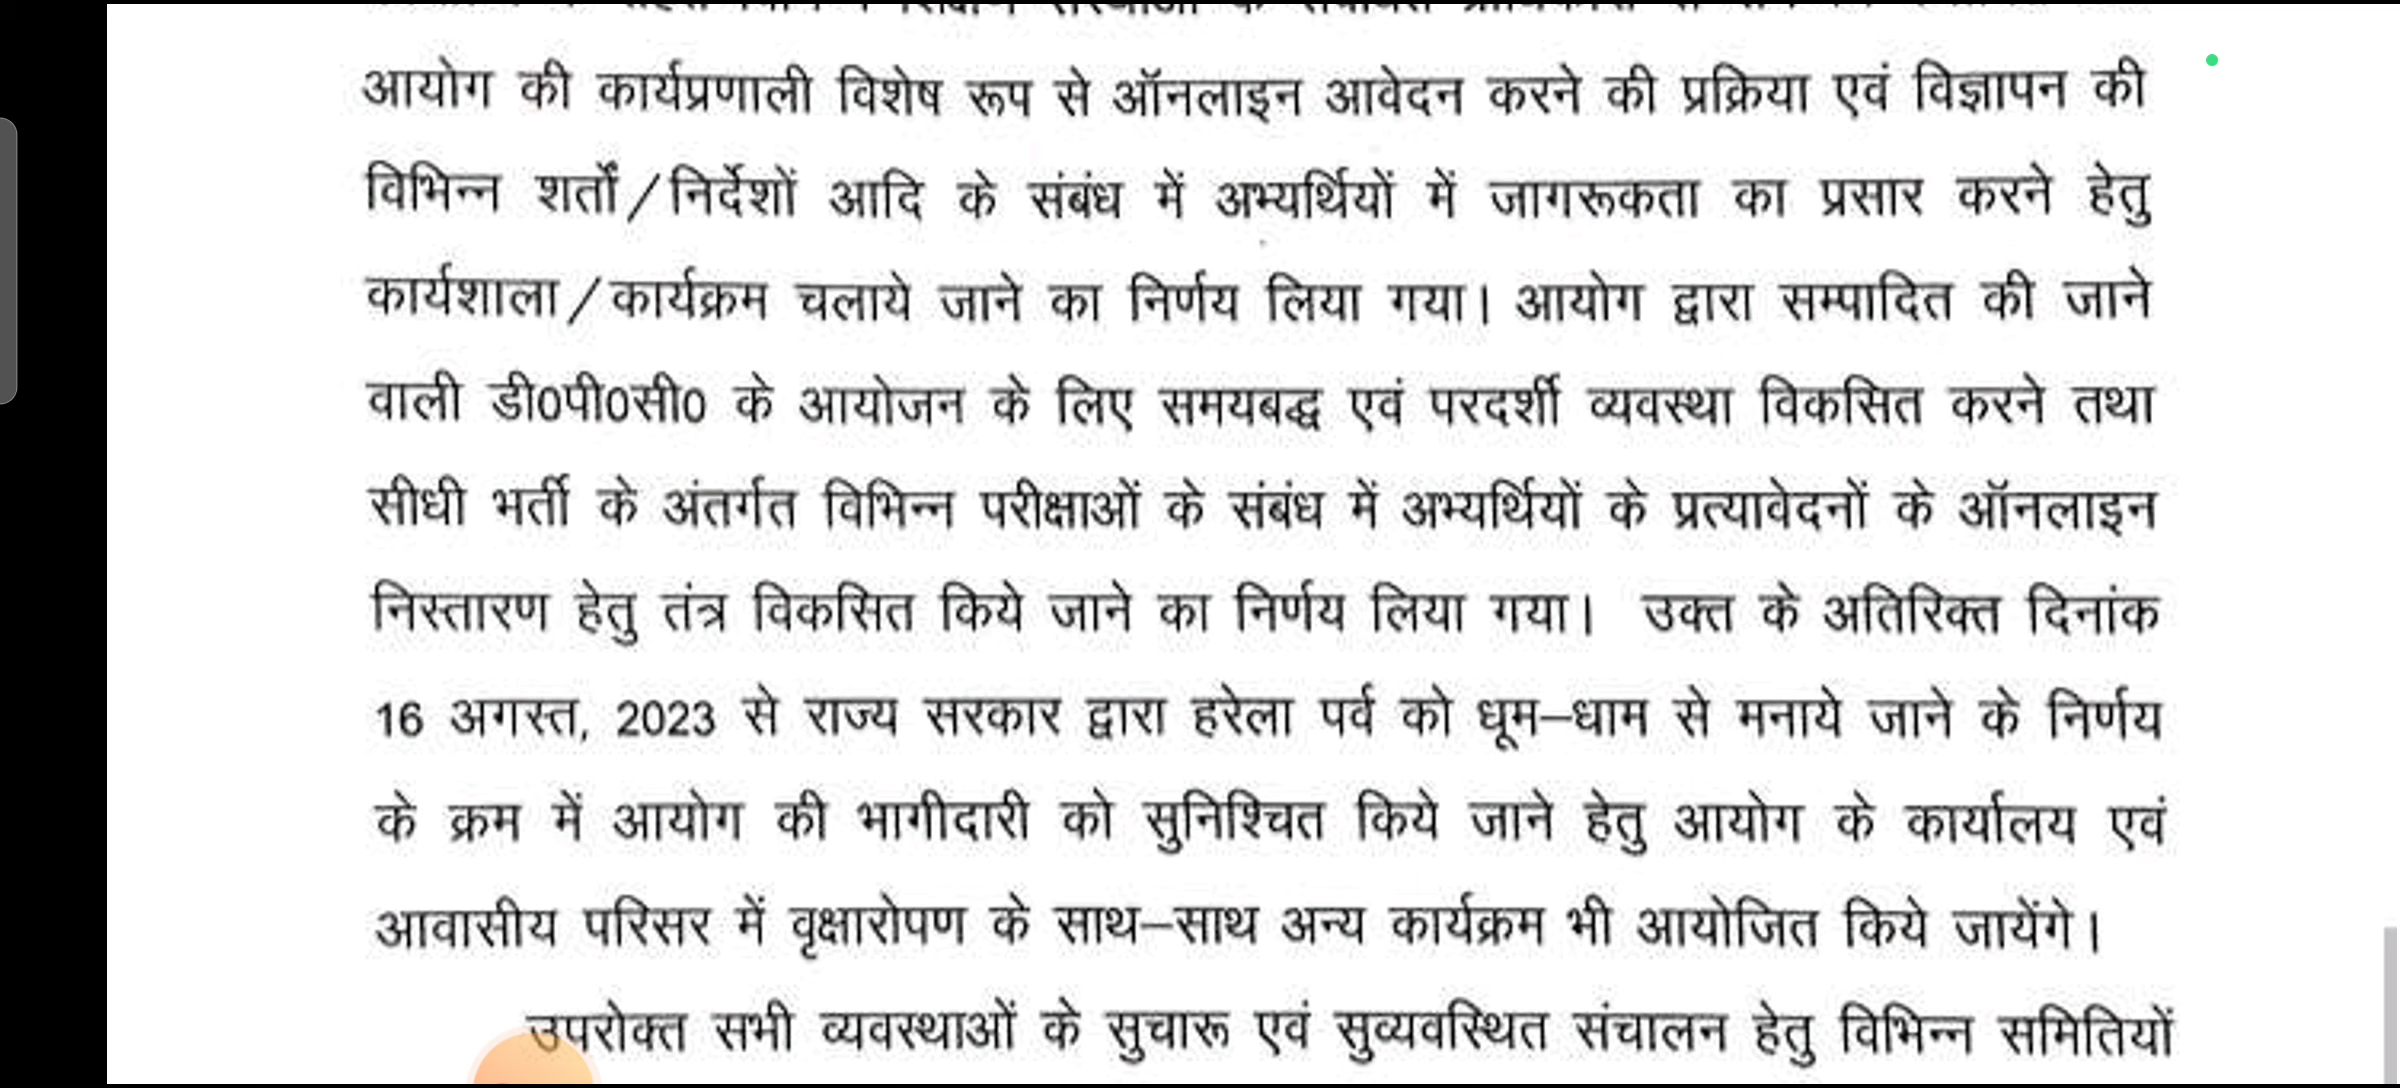 आयोग की कार्यप्रणाली विशेष रूप से ऑनलाइन आवेदन करने की प्रक्रिया एवं विज्ञापन की
विभिन्न शर्तों/निर्देशों आदि के संबंध में अभ्यर्थियों में जागरूकता का प्रसार करने हेतु
कार्यशाला/कार्यक्रम चलाये जाने का निर्णय लिया गया। आयोग द्वारा सम्पादित की जाने
वाली डी0पी0सी0 के आयोजन के लिए समयबद्ध एवं परदर्शी व्यवस्था विकसित करने तथा
सीधी भर्ती के अंतर्गत विभिन्न परीक्षाओं के संबंध में अभ्यर्थियों के प्रत्यावेदनों के ऑनलाइन
निस्तारण हेतु तंत्र विकसित किये जाने का निर्णय लिया गया। उक्त के अतिरिक्त दिनांक
16 अगस्त, 2023 से राज्य सरकार द्वारा हरेला पर्व को धूम–धाम से मनाये जाने के निर्णय
के क्रम में आयोग की भागीदारी को सुनिश्चित किये जाने हेतु आयोग के कार्यालय एवं
आवासीय परिसर में वृक्षारोपण के साथ–साथ अन्य कार्यक्रम भी आयोजित किये जायेंगे।
उपरोक्त सभी व्यवस्थाओं के सुचारू एवं सुव्यवस्थित संचालन हेतु विभिन्न समितियों